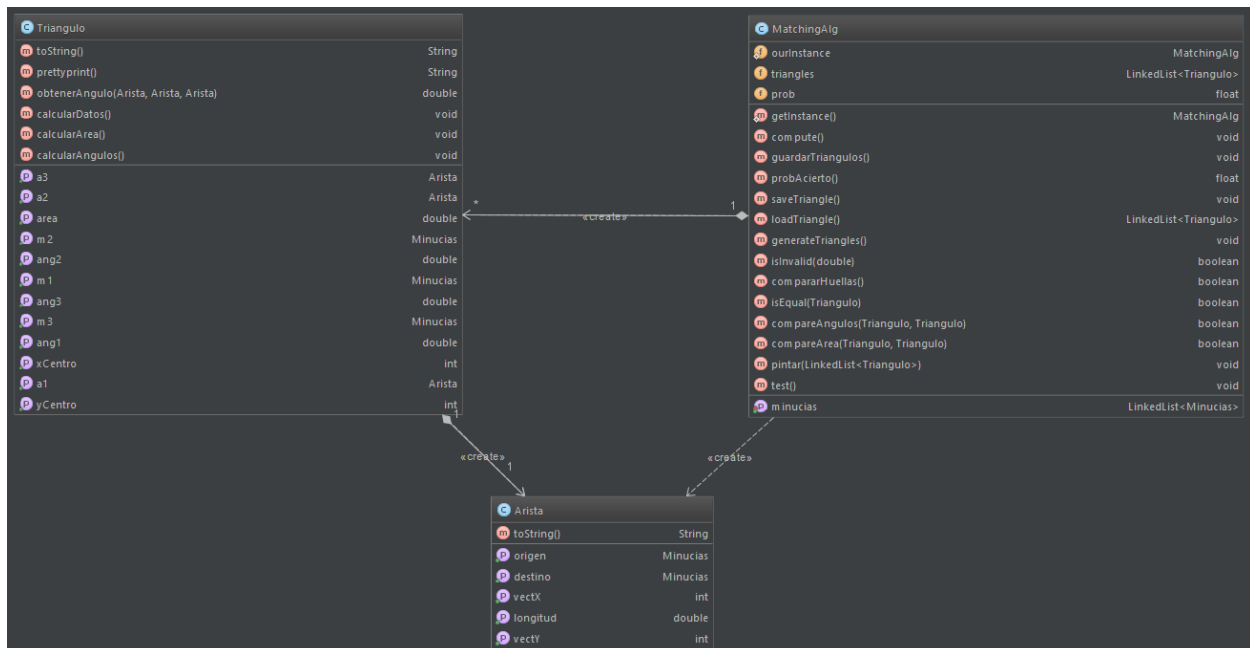 Triangulo
toString() String
prettyprint() String
obtenerAngulo(Arista, Arista, Arista) double
calcularDatos() void
calcularArea() void
calcularAngulos() void
a3 Arista
a2 Arista
area double
m2 Minucias
ang2 double
m1 Minucias
ang3 double
m3 Minucias
ang1 double
xCentro int
a1 Arista
yCentro int
MatchingAlg
ourInstance MatchingAlg
triangles LinkedList<Triangulo>
prob float
getInstance() MatchingAlg
compute() void
guardarTriangulos() void
probAcierto() float
saveTriangle() void
loadTriangle() LinkedList<Triangulo>
generateTriangles() void
isInvalid(double) boolean
compararHuellas() boolean
isEqual(Triangulo) boolean
compareAngulos(Triangulo, Triangulo) boolean
compareArea(Triangulo, Triangulo) boolean
pintar(LinkedList<Triangulo>) void
test() void
minucias LinkedList<Minucias>
* 1
«create»
1
«create»
1
«create»
Arista
toString() String
origen Minucias
destino Minucias
vectX int
longitud double
vectY int